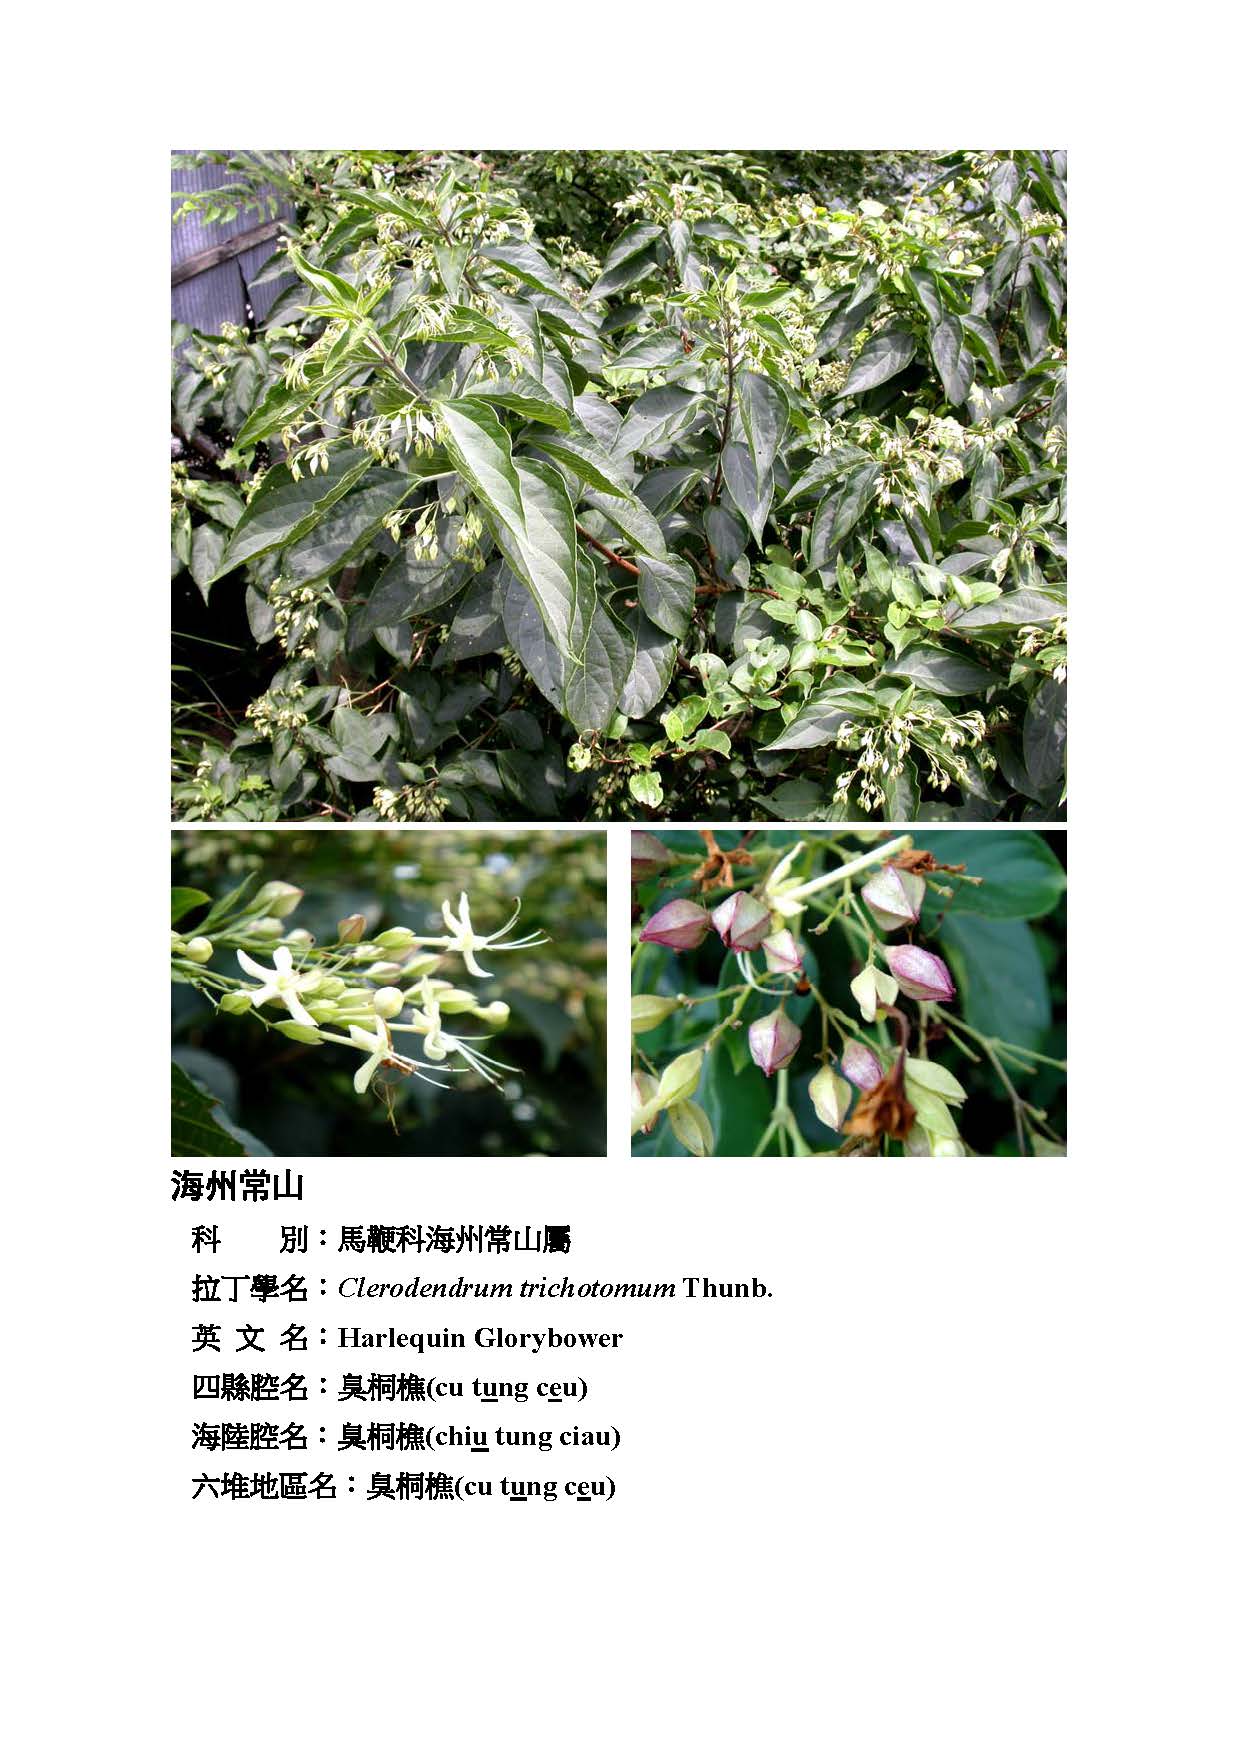 海州常山
科　　別：馬鞭科海州常山屬
拉丁學名：Clerodendrum trichotomum Thunb.
英 文 名：Harlequin Glorybower
四縣腔名：臭桐樵(cu tung ceu)
海陸腔名：臭桐樵(chiu tung ciau)
六堆地區名：臭桐樵(cu tung ceu)